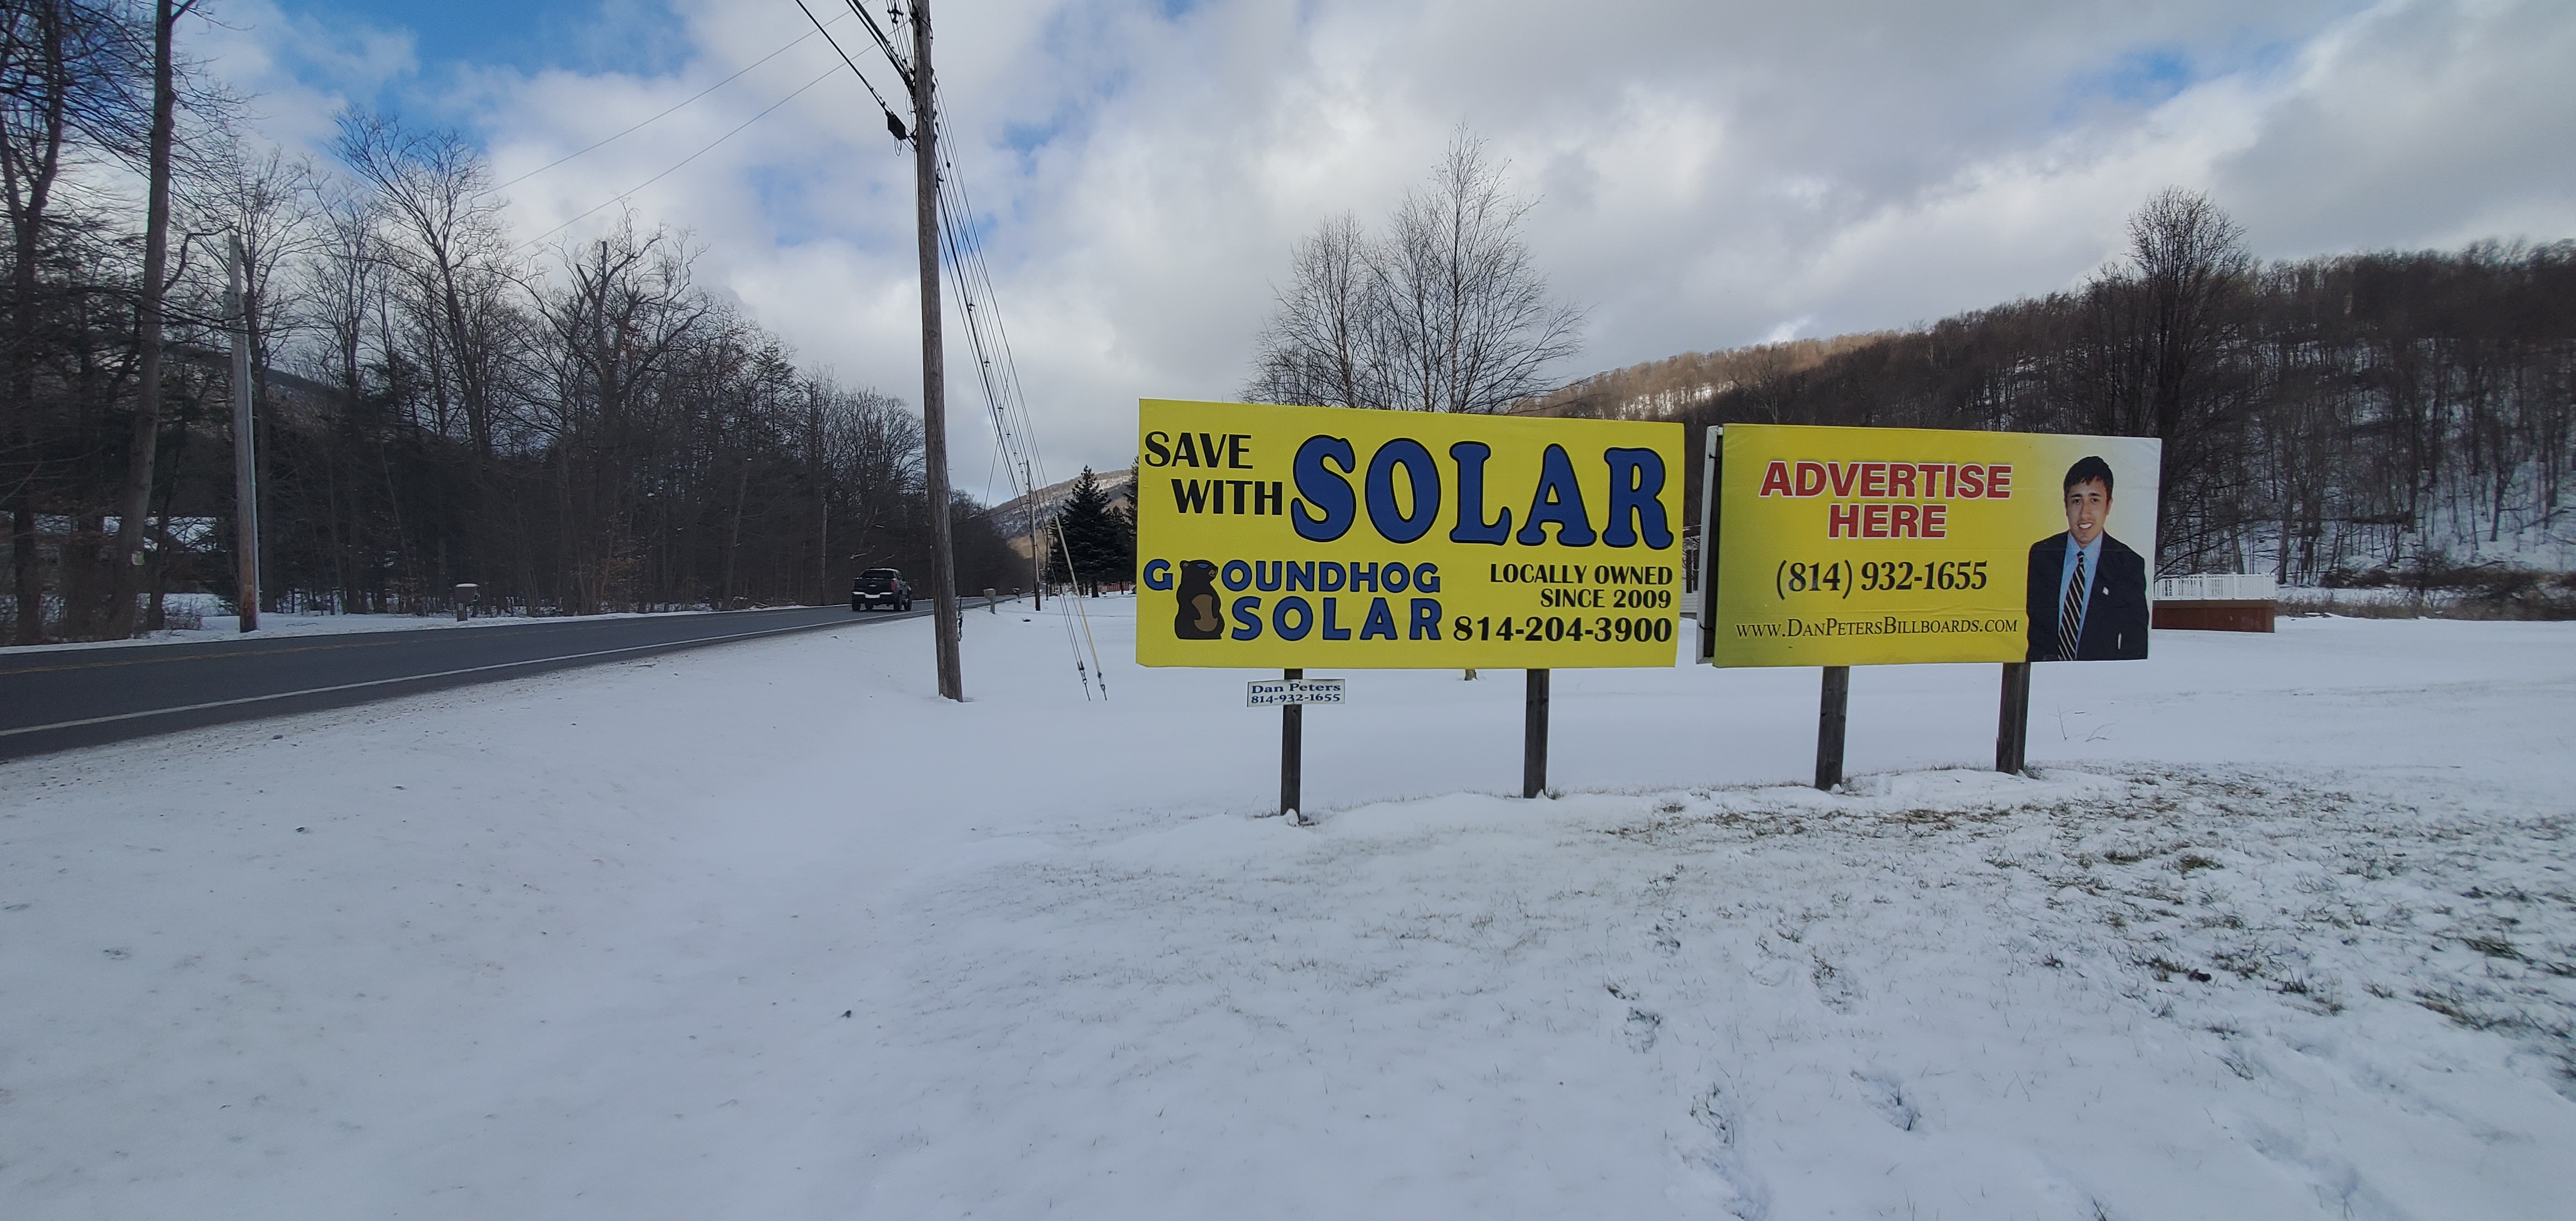 SAVE
WITH SOLAR
GROUNDHOG
SOLAR
LOCALLY OWNED
SINCE 2009
814-204-3900
Dan Peters
814-932-1655
ADVERTISE
HERE
(814) 932-1655
www.DanPetersBillboards.com